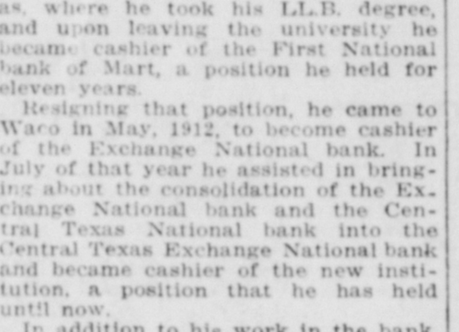 as, where he took his LL.B. degree,
and upon leaving the university he
became cashier of the First National
bank of Mart, a position he held for
eleven years.
Resigning that position, he came to
Waco in May, 1912, to become cashier
of the Exchange National bank. In
July of that year he assisted in bring-
ing about the consolidation of the Ex-
change National bank and the Cen-
tral Texas National bank into the
Central Texas Exchange National bank
and became cashier of the new insti-
tution, a position that he has held
until now.
In addition to his work in the bank